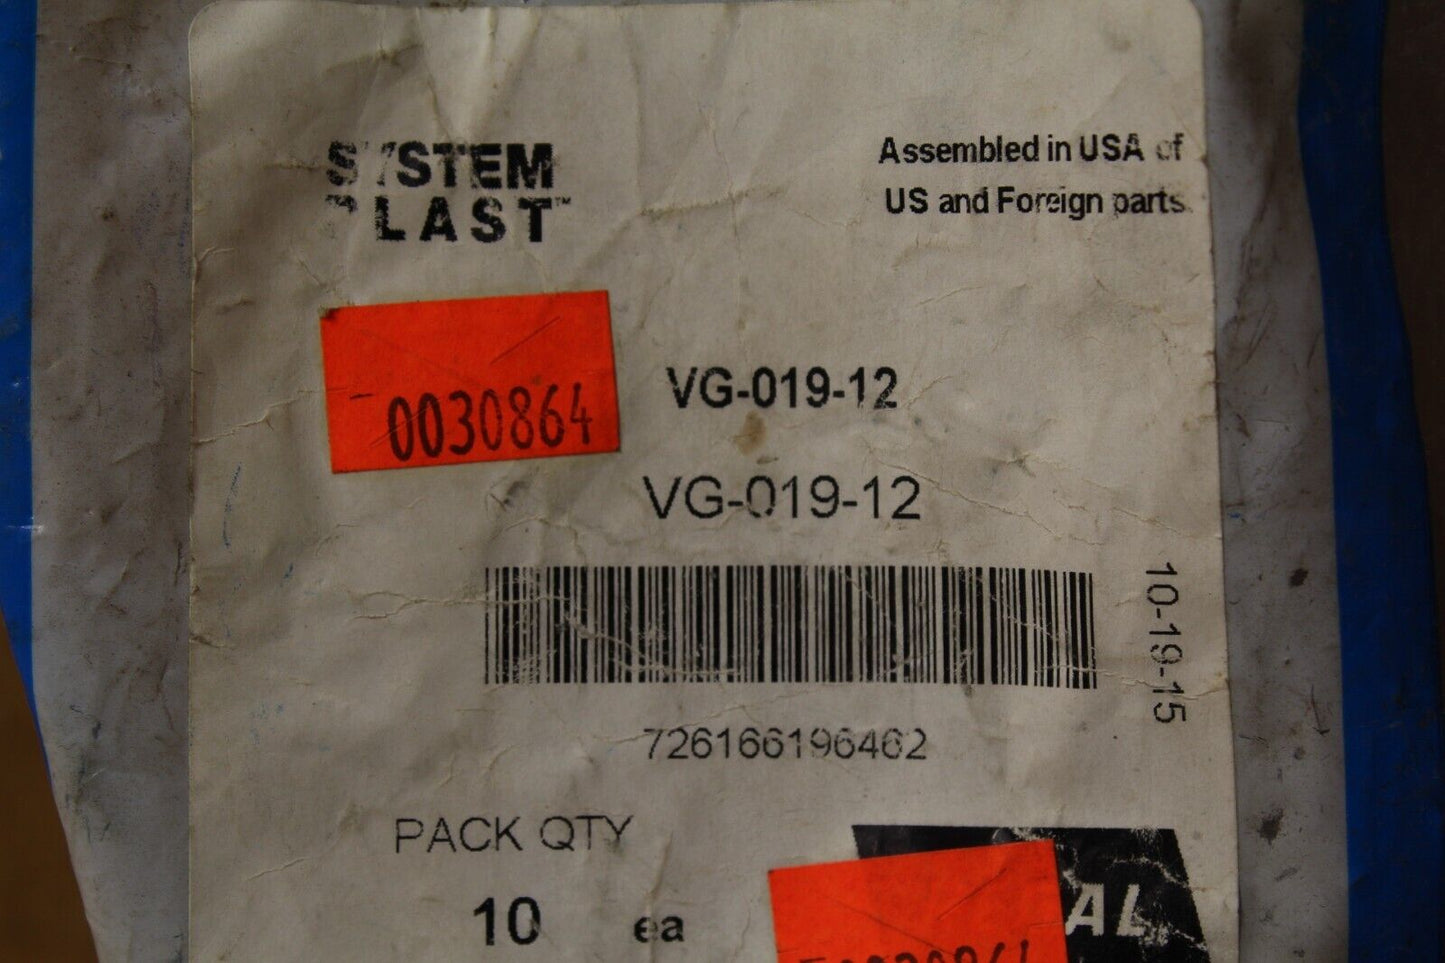 SYSTEM
PLAST™
Assembled in USA of
US and Foreign parts.
0030864
VG-019-12
VG-019-12
10-19-15
726166196462
PACK QTY
10 ea